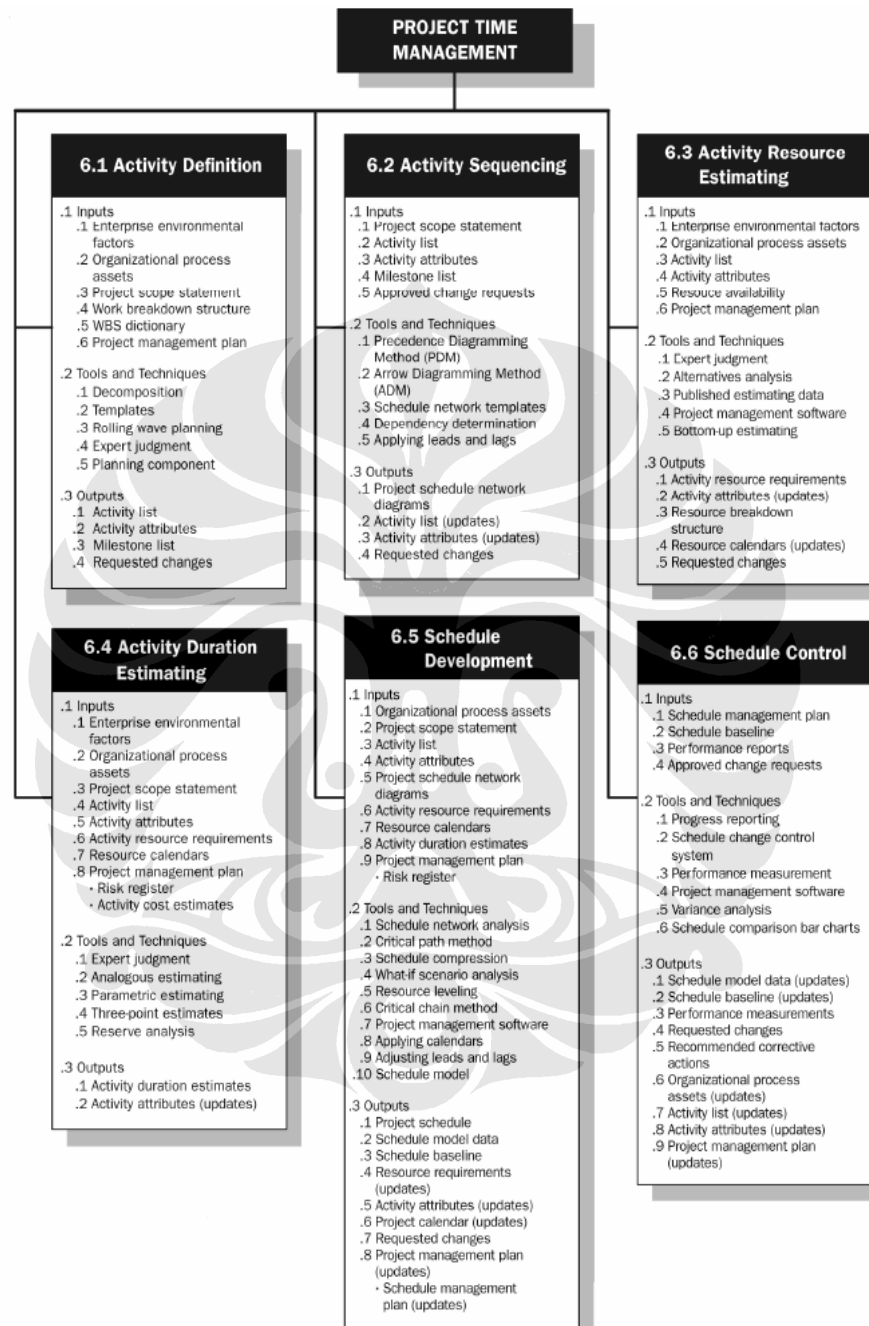 PROJECT TIME
MANAGEMENT
6.1 Activity Definition
.1 Inputs
.1 Enterprise environmental
factors
.2 Organizational process
assets
.3 Project scope statement
.4 Work breakdown structure
.5 WBS dictionary
.6 Project management plan
.2 Tools and Techniques
.1 Decomposition
.2 Templates
.3 Rolling wave planning
.4 Expert judgment
.5 Planning component
.3 Outputs
.1 Activity list
.2 Activity attributes
.3 Milestone list
.4 Requested changes
6.2 Activity Sequencing
.1 Inputs
.1 Project scope statement
.2 Activity list
.3 Activity attributes
.4 Milestone list
.5 Approved change requests
.2 Tools and Techniques
.1 Precedence Diagramming
Method (PDM)
.2 Arrow Diagramming Method
(ADM)
.3 Schedule network templates
.4 Dependency determination
.5 Applying leads and lags
.3 Outputs
.1 Project schedule network
diagrams
.2 Activity list (updates)
.3 Activity attributes (updates)
.4 Requested changes
6.3 Activity Resource
Estimating
.1 Inputs
.1 Enterprise environmental factors
.2 Organizational process assets
.3 Activity list
.4 Activity attributes
.5 Resouce availability
.6 Project management plan
.2 Tools and Techniques
.1 Expert judgment
.2 Alternatives analysis
.3 Published estimating data
.4 Project management software
.5 Bottom-up estimating
.3 Outputs
.1 Activity resource requirements
.2 Activity attributes (updates)
.3 Resource breakdown
structure
.4 Resource calendars (updates)
.5 Requested changes
6.4 Activity Duration
Estimating
.1 Inputs
.1 Enterprise environmental
factors
.2 Organizational process
assets
.3 Project scope statement
.4 Activity list
.5 Activity attributes
.6 Activity resource requirements
.7 Resource calendars
.8 Project management plan
• Risk register
• Activity cost estimates
.2 Tools and Techniques
.1 Expert judgment
.2 Analogous estimating
.3 Parametric estimating
.4 Three-point estimates
.5 Reserve analysis
.3 Outputs
.1 Activity duration estimates
.2 Activity attributes (updates)
6.5 Schedule
Development
.1 Inputs
.1 Organizational process assets
.2 Project scope statement
.3 Activity list
.4 Activity attributes
.5 Project schedule network
diagrams
.6 Activity resource requirements
.7 Resource calendars
.8 Activity duration estimates
.9 Project management plan
• Risk register
.2 Tools and Techniques
.1 Schedule network analysis
.2 Critical path method
.3 Schedule compression
.4 What-if scenario analysis
.5 Resource leveling
.6 Critical chain method
.7 Project management software
.8 Applying calendars
.9 Adjusting leads and lags
.10 Schedule model
.3 Outputs
.1 Project schedule
.2 Schedule model data
.3 Schedule baseline
.4 Resource requirements
(updates)
.5 Activity attributes (updates)
.6 Project calendar (updates)
.7 Requested changes
.8 Project management plan
(updates)
• Schedule management
plan (updates)
6.6 Schedule Control
.1 Inputs
.1 Schedule management plan
.2 Schedule baseline
.3 Performance reports
.4 Approved change requests
.2 Tools and Techniques
.1 Progress reporting
.2 Schedule change control
system
.3 Performance measurement
.4 Project management software
.5 Variance analysis
.6 Schedule comparison bar charts
.3 Outputs
.1 Schedule model data (updates)
.2 Schedule baseline (updates)
.3 Performance measurements
.4 Requested changes
.5 Recommended corrective
actions
.6 Organizational process
assets (updates)
.7 Activity list (updates)
.8 Activity attributes (updates)
.9 Project management plan
(updates)